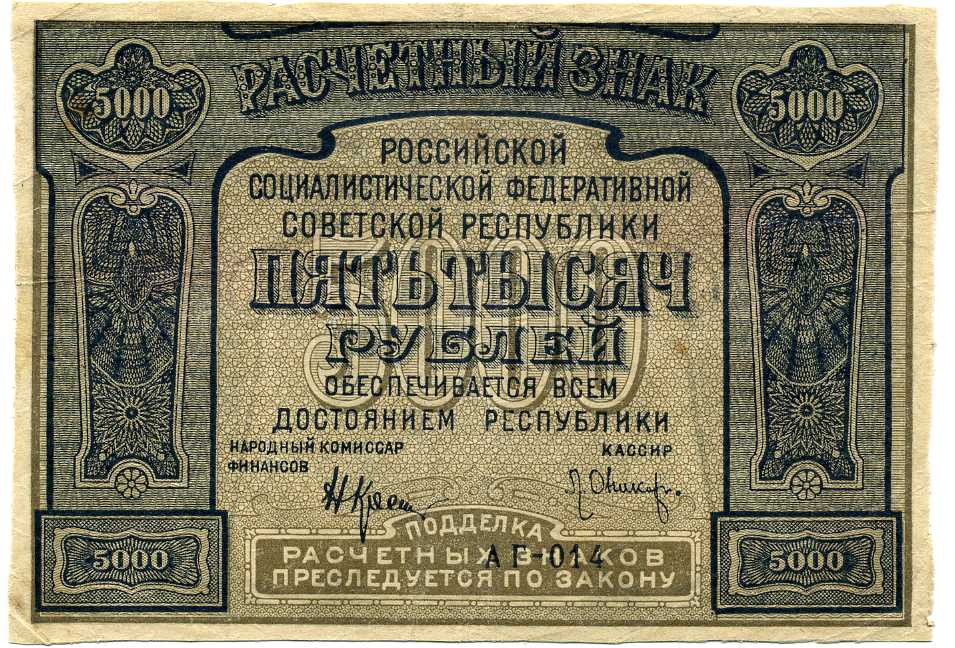 РАСЧЕТНЫЙ ЗНАК
5000 5000
РОССИЙСКОЙ
СОЦИАЛИСТИЧЕСКОЙ ФЕДЕРАТИВНОЙ
СОВЕТСКОЙ РЕСПУБЛИКИ
5000
ПЯТЬ ТЫСЯЧ
РУБЛЕЙ
ОБЕСПЕЧИВАЕТСЯ ВСЕМ
ДОСТОЯНИЕМ РЕСПУБЛИКИ
НАРОДНЫЙ КОМИССАР
ФИНАНСОВ
КАССИР
ПОДДЕЛКА
РАСЧЕТНЫХ ЗНАКОВ
ПРЕСЛЕДУЕТСЯ ПО ЗАКОНУ
АГ-014
5000 5000